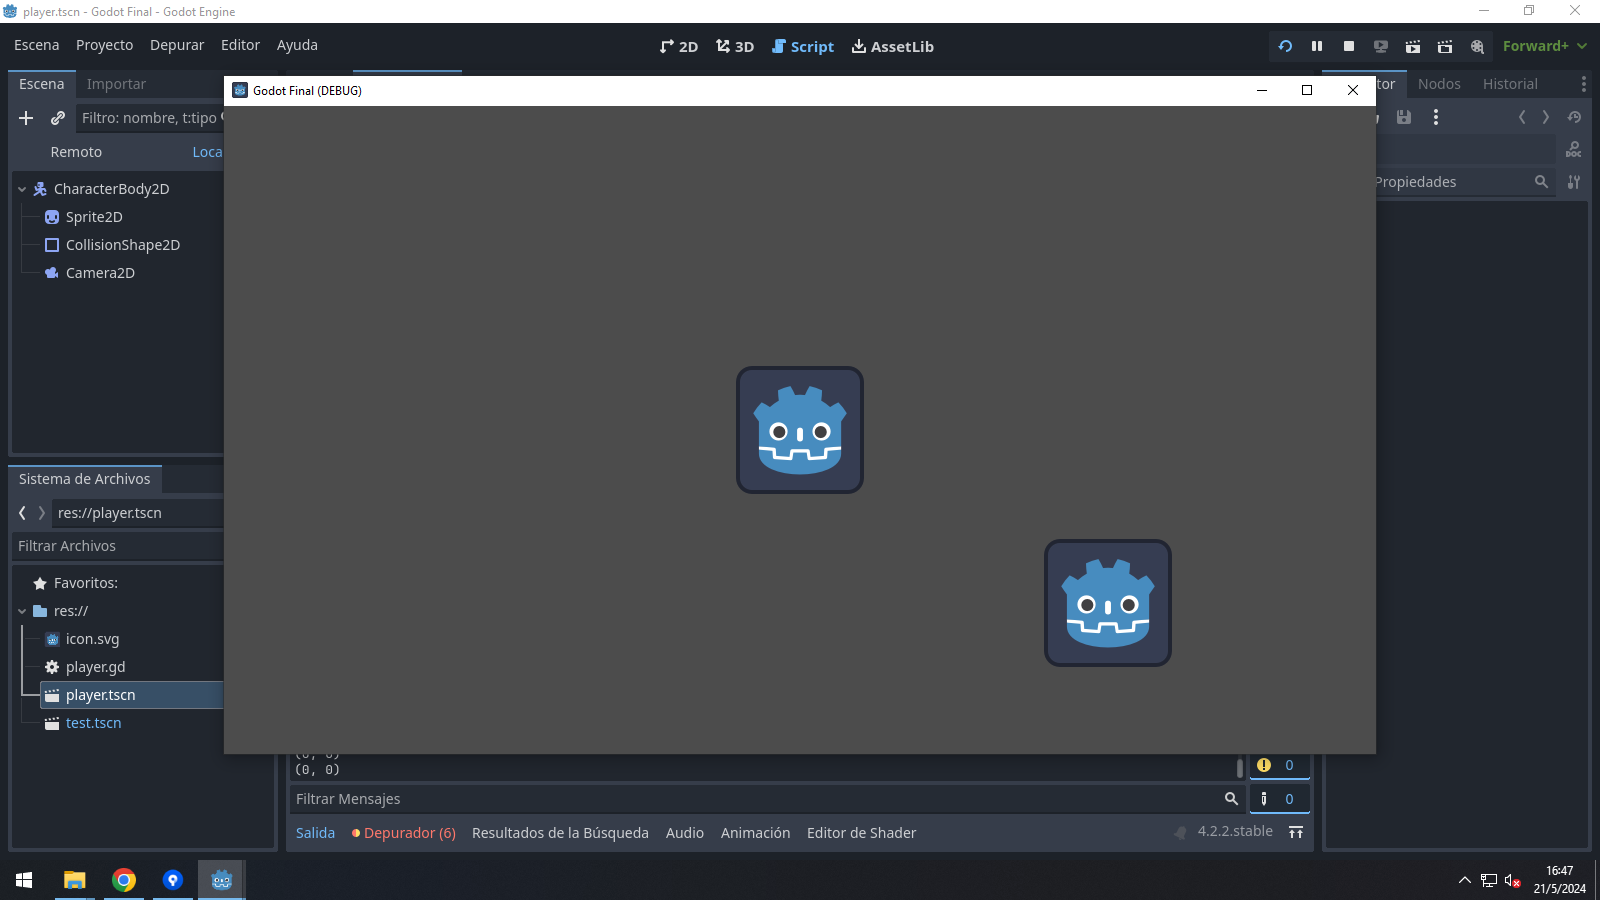 player.tscn - Godot Final - Godot Engine
Escena Proyecto Depurar Editor Ayuda
2D 3D Script AssetLib
Forward+
Escena Importar
Godot Final (DEBUG)
tor Nodos Historial
Filtro: nombre, t:tipo
Remoto Loca
DOC
Propiedades
CharacterBody2D
Sprite2D
CollisionShape2D
Camera2D
Sistema de Archivos
res://player.tscn
Filtrar Archivos
Favoritos:
res://
icon.svg
player.gd
player.tscn
test.tscn
(0, 0)
(0, 0)
0
Filtrar Mensajes
0
Salida Depurador (6) Resultados de la Búsqueda Audio Animación Editor de Shader
4.2.2.stable
16:47
21/5/2024